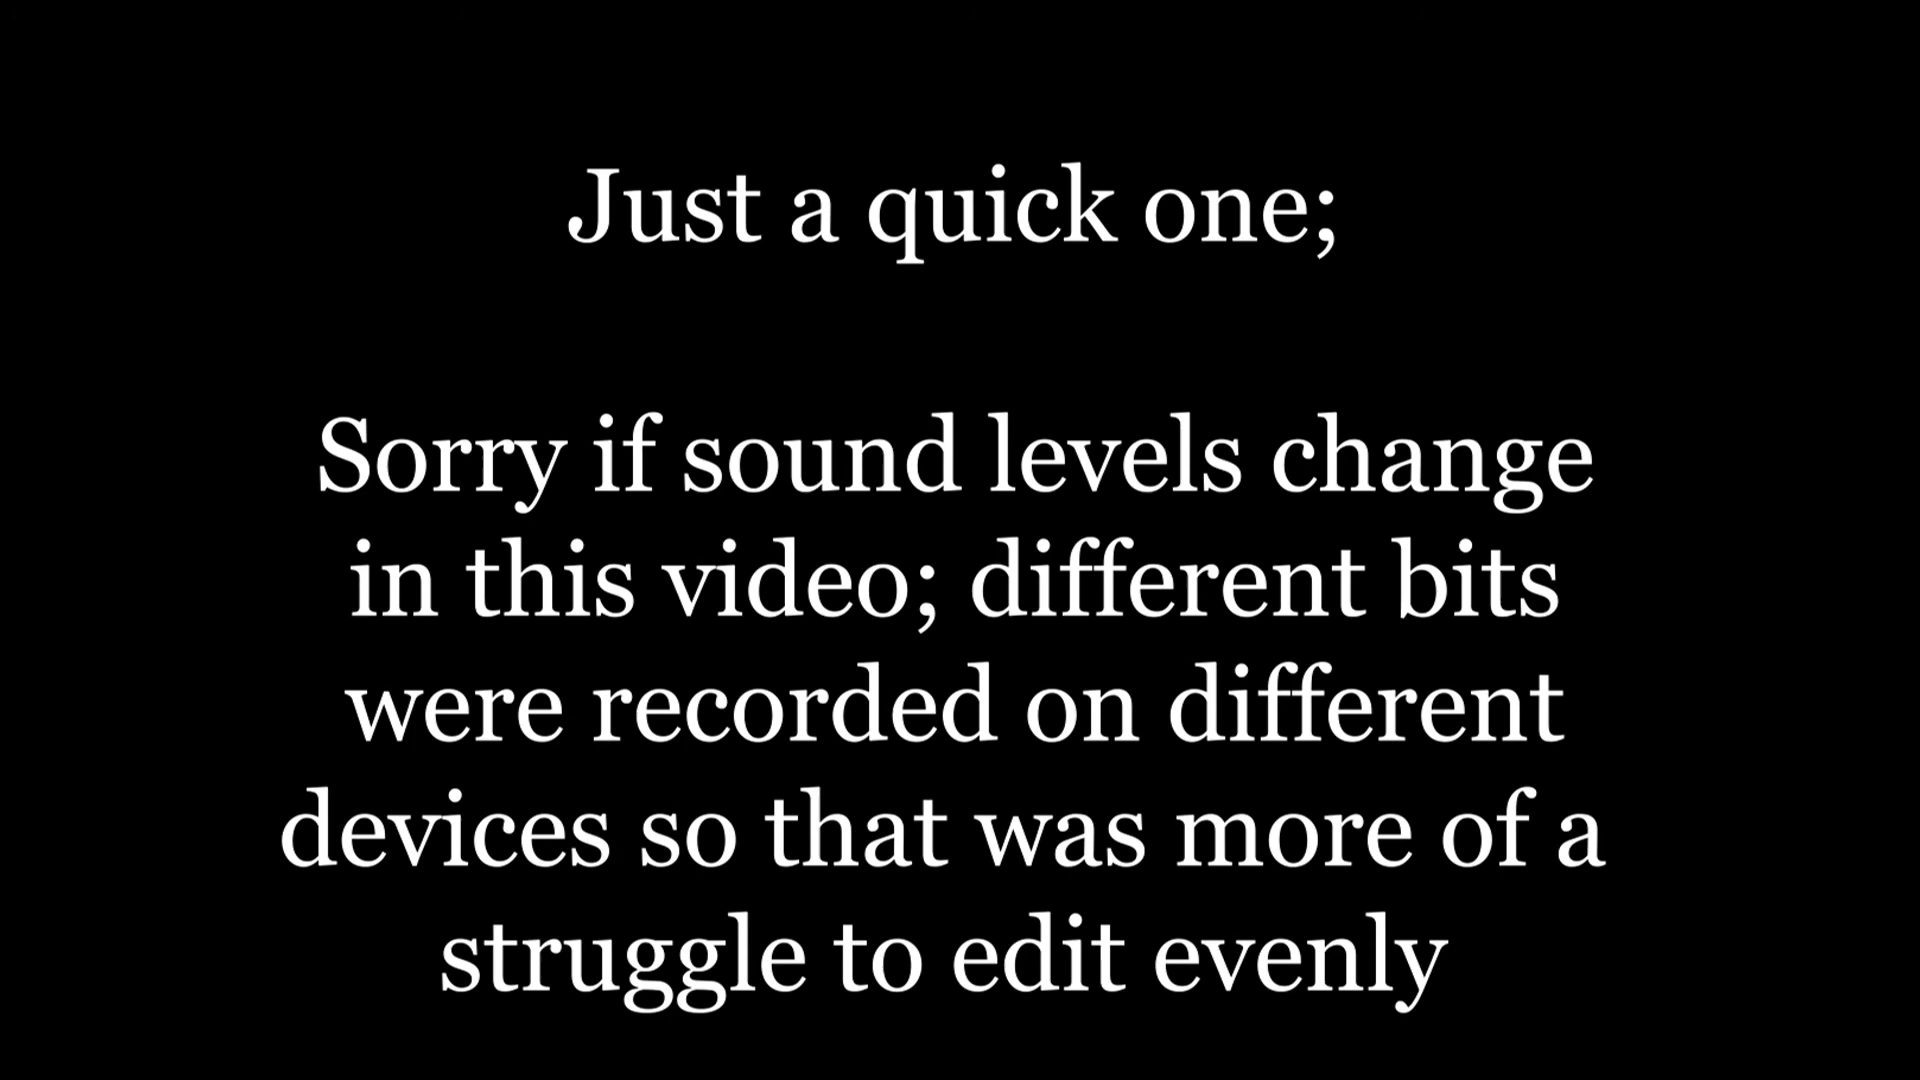 Just a quick one;
Sorry if sound levels change
in this video; different bits
were recorded on different
devices so that was more of a
struggle to edit evenly